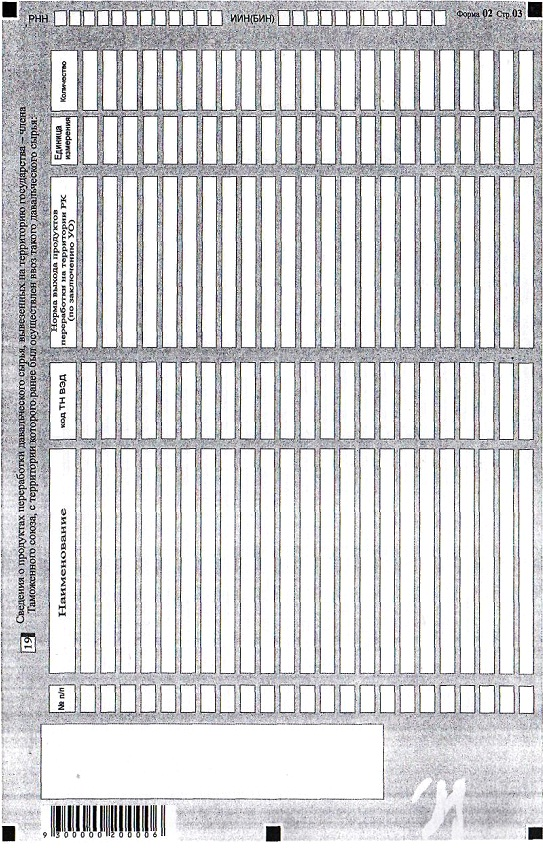 РНН ИИН(БИН) Форма 02 Стр.03
19 Сведения о продуктах переработки давальческого сырья, вывезенных на территорию государства – члена
Таможенного союза, с территории которого ранее был осуществлен ввоз такого давальческого сырья:
№ п/п
Наименование
код ТН ВЭД
Норма выхода продуктов
переработки на территории РК
(по заключению УО)
Единица
измерения
Количество
9 300000 200006